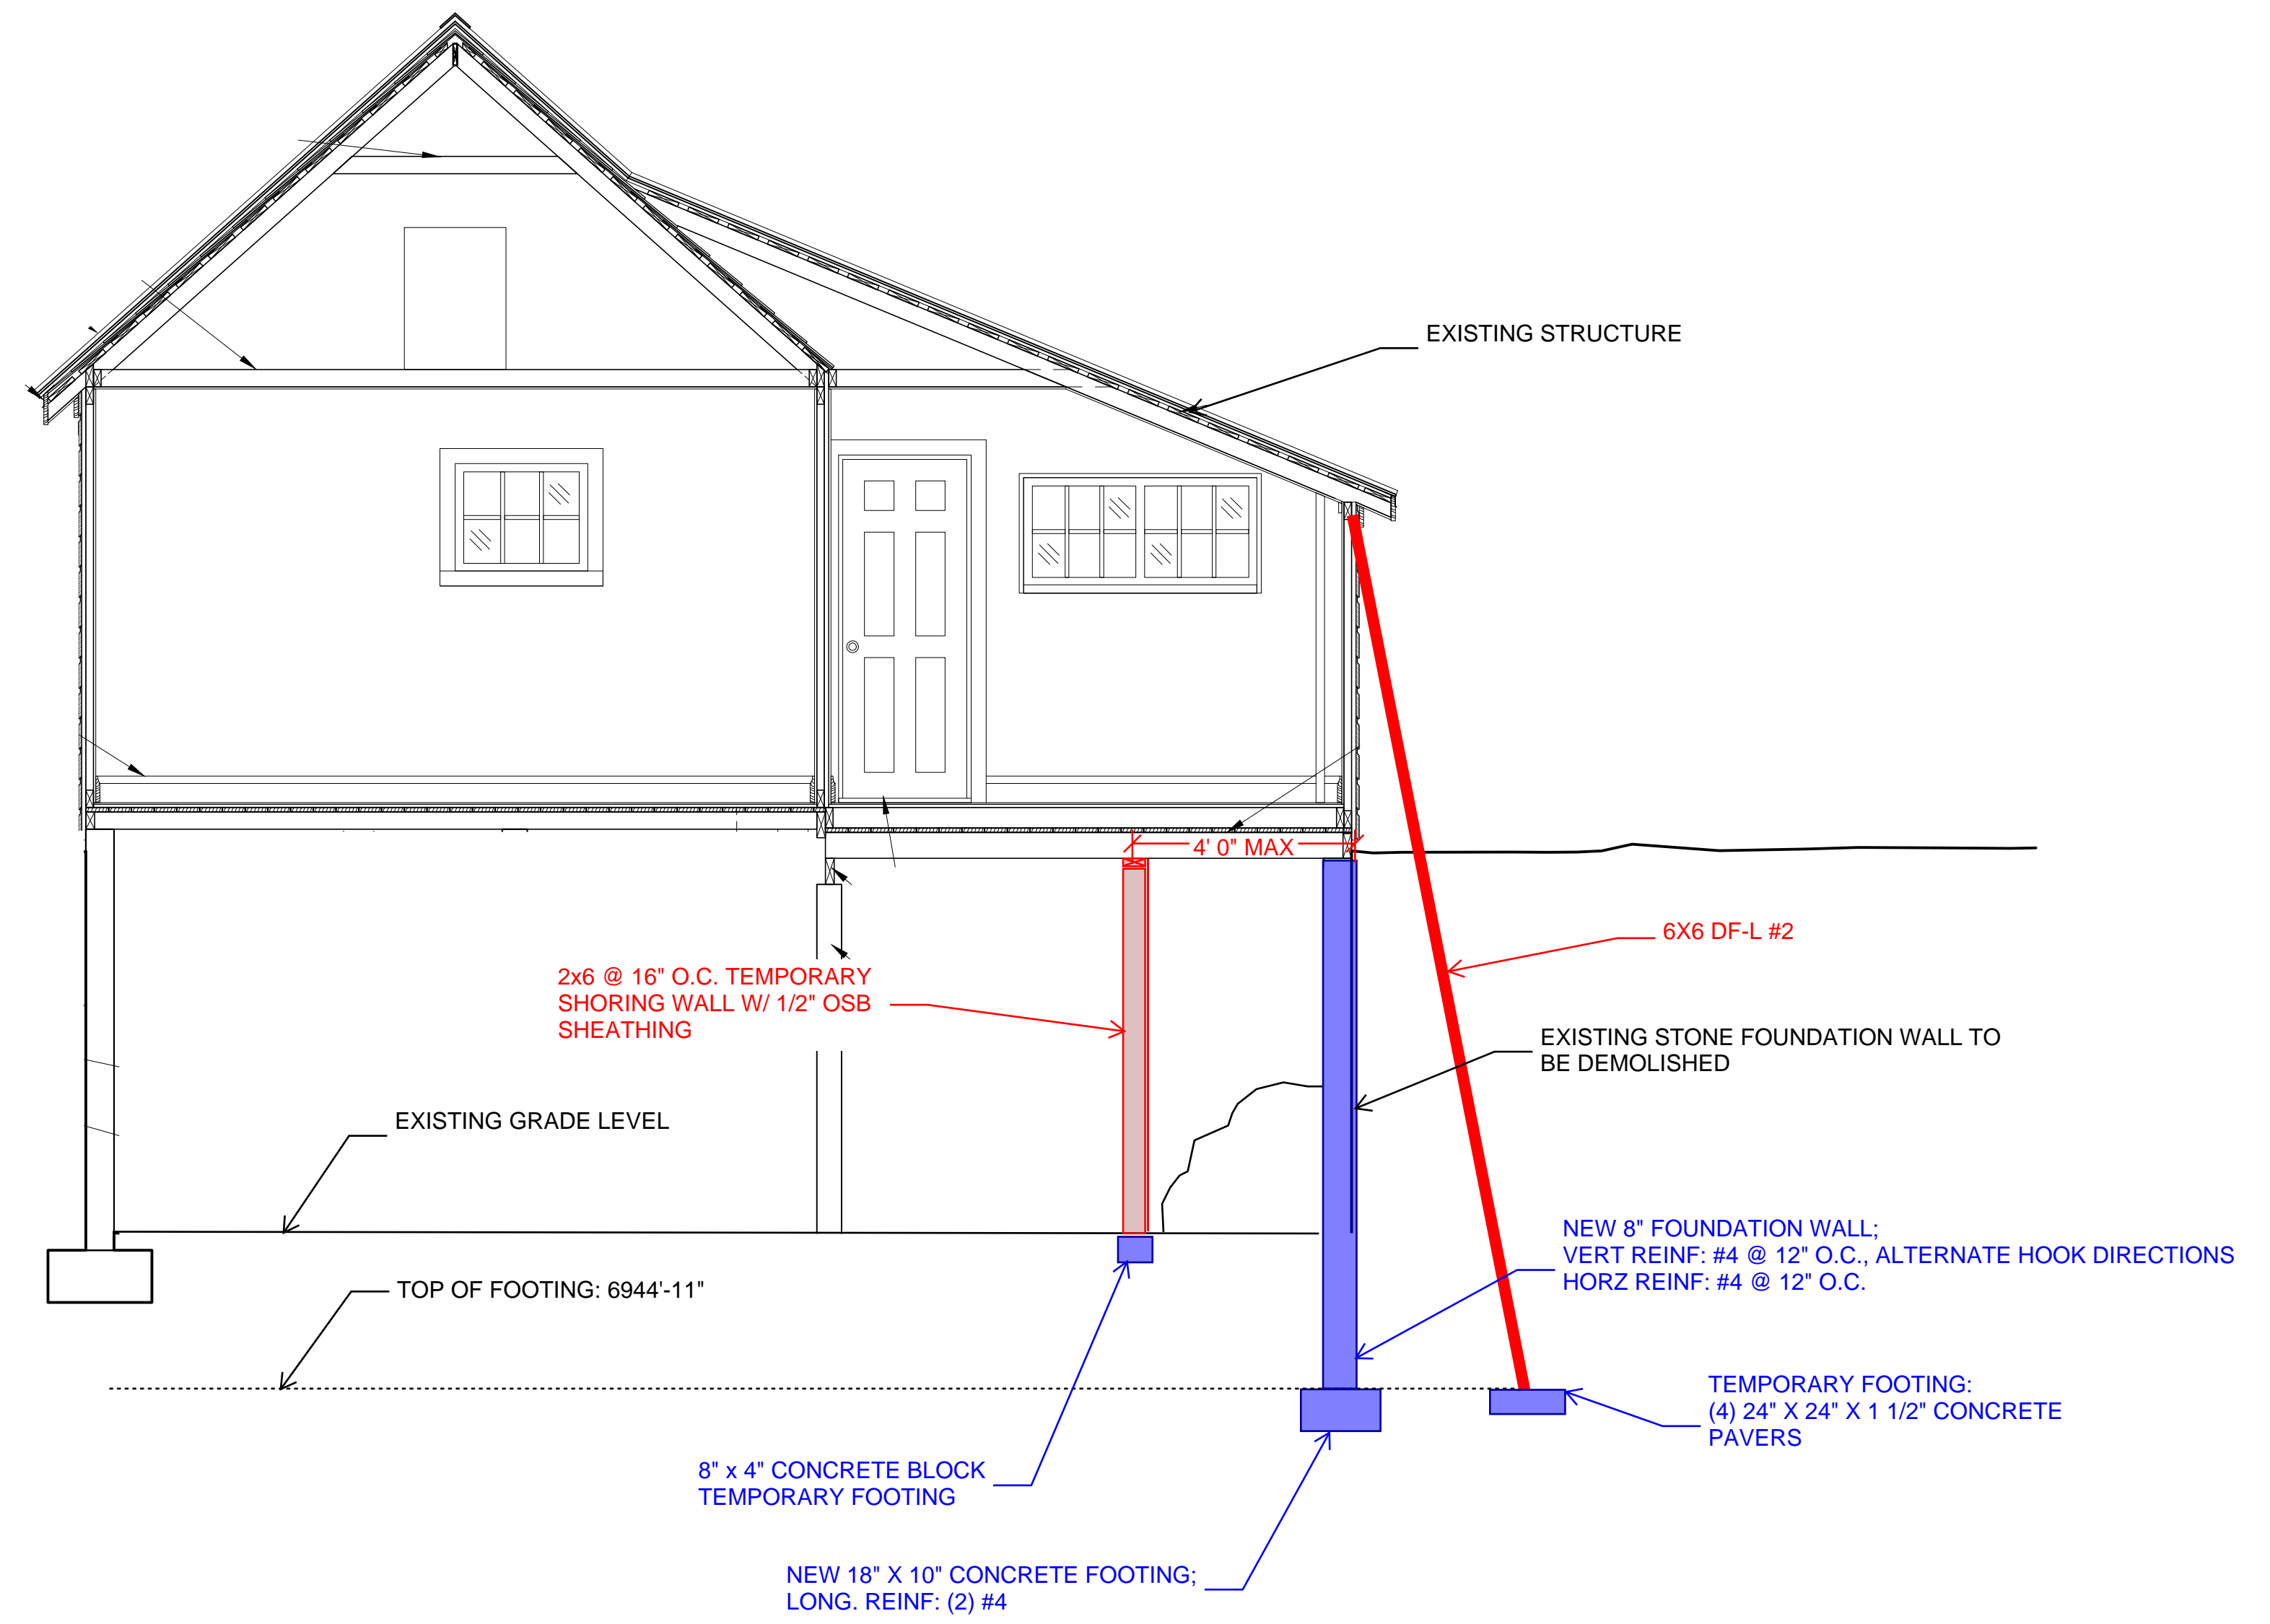 EXISTING STRUCTURE
4' 0" MAX
6X6 DF-L #2
2x6 @ 16" O.C. TEMPORARY
SHORING WALL W/ 1/2" OSB
SHEATHING
EXISTING STONE FOUNDATION WALL TO
BE DEMOLISHED
EXISTING GRADE LEVEL
NEW 8" FOUNDATION WALL;
VERT REINF: #4 @ 12" O.C., ALTERNATE HOOK DIRECTIONS
HORZ REINF: #4 @ 12" O.C.
TOP OF FOOTING: 6944'-11"
TEMPORARY FOOTING:
(4) 24" X 24" X 1 1/2" CONCRETE
PAVERS
8" x 4" CONCRETE BLOCK
TEMPORARY FOOTING
NEW 18" X 10" CONCRETE FOOTING;
LONG. REINF: (2) #4